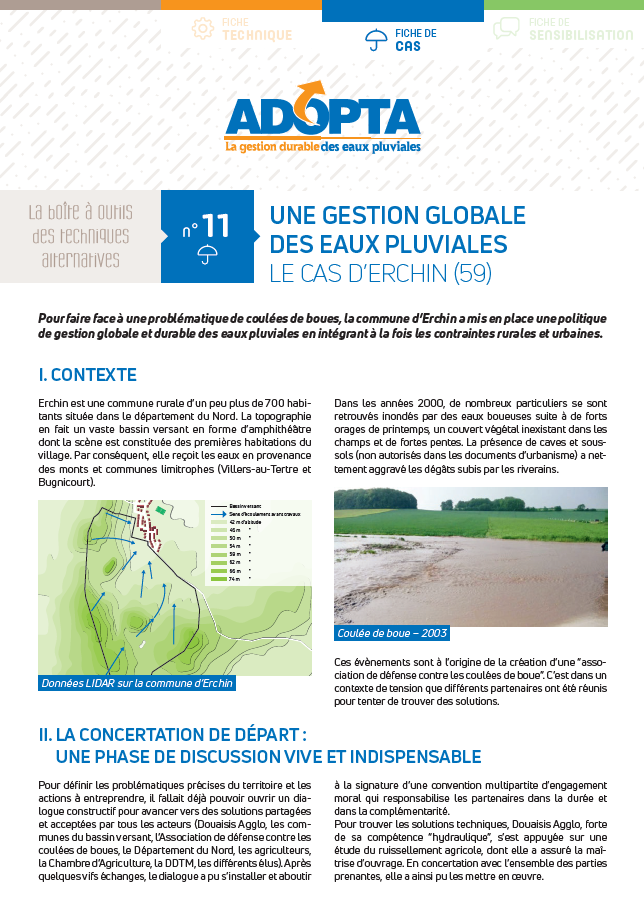 FICHE
TECHNIQUE
FICHE DE
CAS
FICHE DE
SENSIBILISATION
ADOPTA
La gestion durable des eaux pluviales
La boîte à outils
des techniques
alternatives
n° 11
UNE GESTION GLOBALE
DES EAUX PLUVIALES
LE CAS D'ERCHIN (59)
Pour faire face à une problématique de coulées de boues, la commune d'Erchin a mis en place une politique
de gestion globale et durable des eaux pluviales en intégrant à la fois les contraintes rurales et urbaines.
I. CONTEXTE
Erchin est une commune rurale d'un peu plus de 700 habi-
tants située dans le département du Nord. La topographie
en fait un vaste bassin versant en forme d'amphithéâtre
dont la scène est constituée des premières habitations du
village. Par conséquent, elle reçoit les eaux en provenance
des monts et communes limitrophes (Villers-au-Tertre et
Bugnicourt).
Bassin versant
Sens d'écoulement avant travaux
42 m d'altitude
46 m "
50 m "
54 m "
58 m "
62 m "
66 m "
74 m "
Données LIDAR sur la commune d'Erchin
Dans les années 2000, de nombreux particuliers se sont
retrouvés inondés par des eaux boueuses suite à de forts
orages de printemps, un couvert végétal inexistant dans les
champs et de fortes pentes. La présence de caves et sous-
sols (non autorisés dans les documents d'urbanisme) a net-
tement aggravé les dégâts subis par les riverains.
Coulée de boue – 2003
Ces évènements sont à l'origine de la création d'une "asso-
ciation de défense contre les coulées de boue". C'est dans un
contexte de tension que différents partenaires ont été réunis
pour tenter de trouver des solutions.
II. LA CONCERTATION DE DÉPART :
UNE PHASE DE DISCUSSION VIVE ET INDISPENSABLE
Pour définir les problématiques précises du territoire et les
actions à entreprendre, il fallait déjà pouvoir ouvrir un dia-
logue constructif pour avancer vers des solutions partagées
et acceptées par tous les acteurs (Douaisis Agglo, les com-
munes du bassin versant, l'Association de défense contre les
coulées de boues, le Département du Nord, les agriculteurs,
la Chambre d'Agriculture, la DDTM, les différents élus). Après
quelques vifs échanges, le dialogue a pu s'installer et aboutir
à la signature d'une convention multipartite d'engagement
moral qui responsabilise les partenaires dans la durée et
dans la complémentarité.
Pour trouver les solutions techniques, Douaisis Agglo, forte
de sa compétence "hydraulique", s'est appuyée sur une
étude du ruissellement agricole, dont elle a assuré la maî-
trise d'ouvrage. En concertation avec l'ensemble des parties
prenantes, elle a ainsi pu les mettre en œuvre.